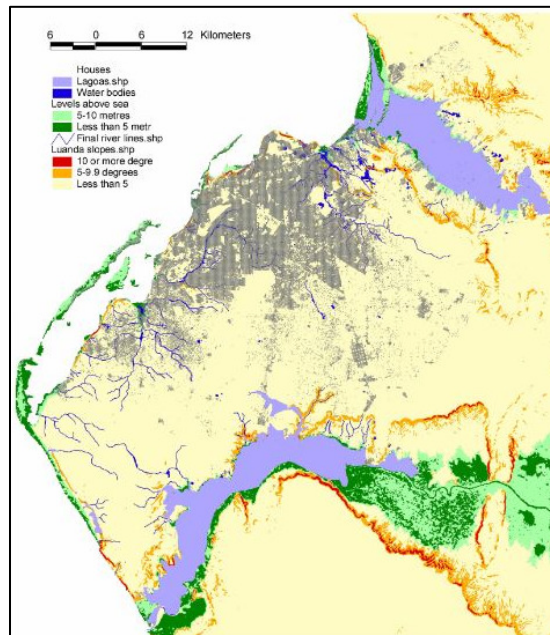 6 0 6 12 Kilometers
Houses
Lagoas.shp
Water bodies
Levels above sea
5-10 metres
Less than 5 metr
Final river lines.shp
Luanda slopes.shp
10 or more degre
5-9.9 degrees
Less than 5